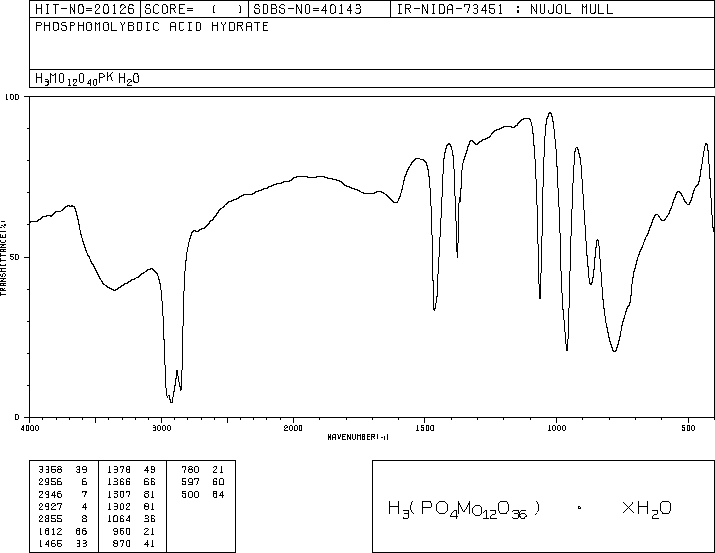 HIT-NO=20126 SCORE= ( ) SDBS-NO=40143 IR-NIDA-73451 : NUJOL MULL
PHOSPHOMOLYBDIC ACID HYDRATE
H3MO12O40PK H2O
100
TRANSMITTANCE(%)
50
0
4000 3000 2000 1500 1000 500
WAVENUMBER(-1)
3368 39 1378 49 780 21
2956 6 1366 66 597 60
2946 7 1307 81 500 64
2927 4 1302 81
2855 8 1064 36
1612 66 960 21
1465 33 870 41
H3(PO4MO12O36) · XH2O